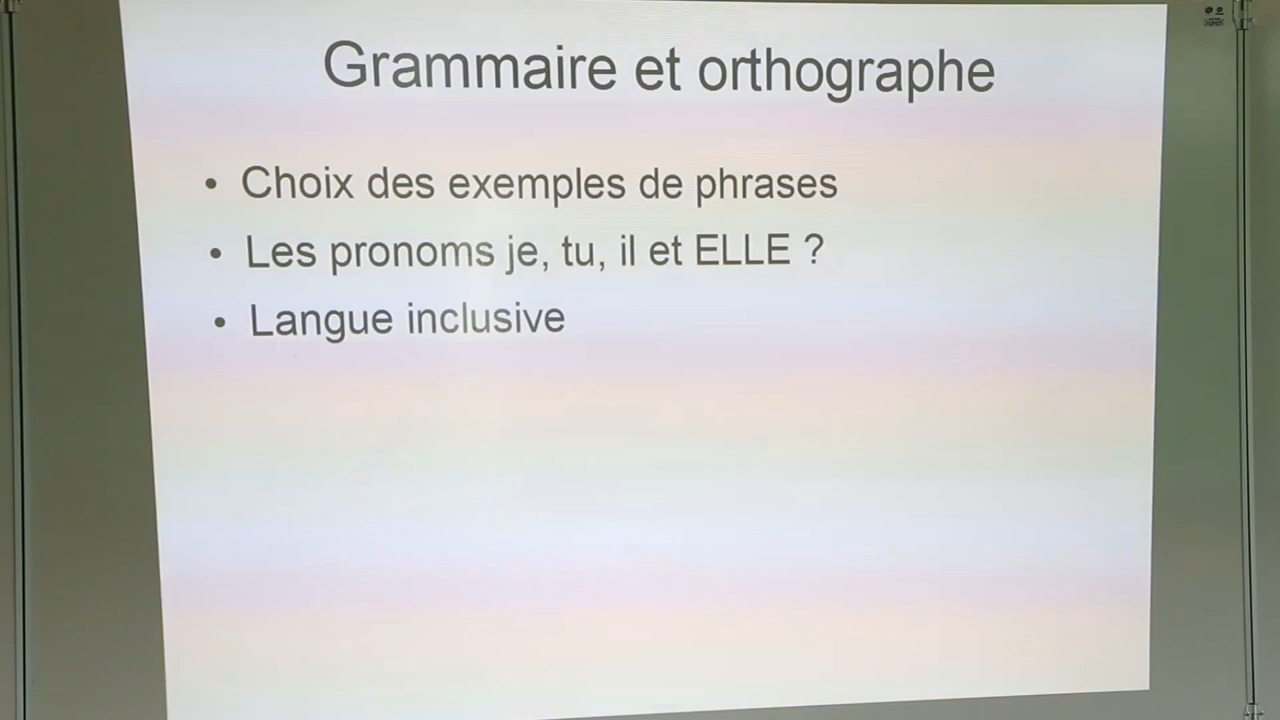 Grammaire et orthographe
• Choix des exemples de phrases
• Les pronoms je, tu, il et ELLE ?
• Langue inclusive